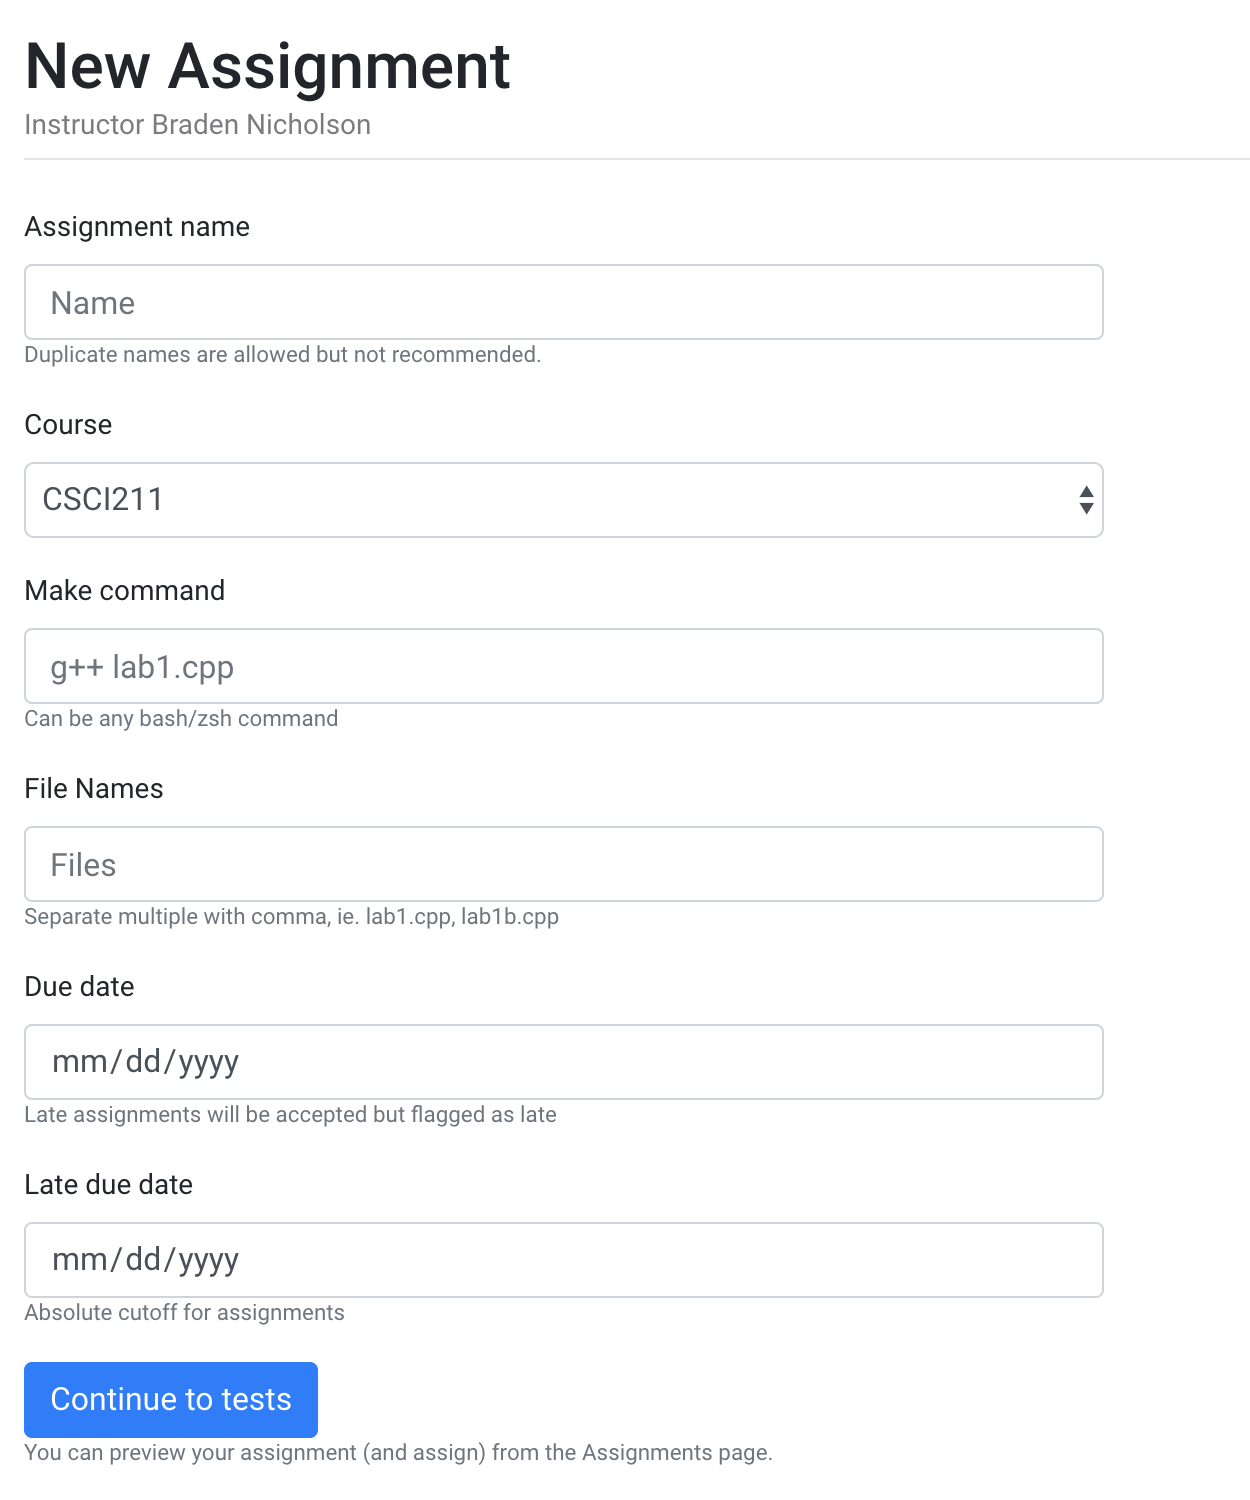 New Assignment
Instructor Braden Nicholson
Assignment name
Name
Duplicate names are allowed but not recommended.
Course
CSCI211
Make command
g++ lab1.cpp
Can be any bash/zsh command
File Names
Files
Separate multiple with comma, ie. lab1.cpp, lab1b.cpp
Due date
mm/dd/yyyy
Late assignments will be accepted but flagged as late
Late due date
mm/dd/yyyy
Absolute cutoff for assignments
Continue to tests
You can preview your assignment (and assign) from the Assignments page.